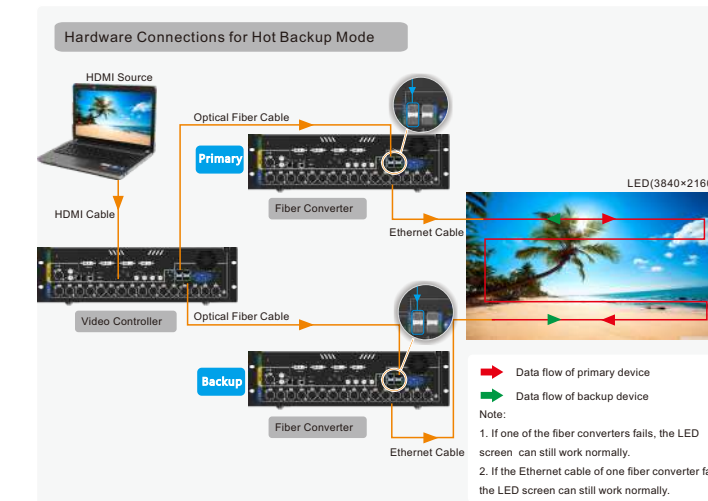 Hardware Connections for Hot Backup Mode
HDMI Source
Optical Fiber Cable
Primary
Fiber Converter
LED(3840×216
HDMI Cable
Ethernet Cable
Video Controller
Optical Fiber Cable
Backup
Fiber Converter
Ethernet Cable
Data flow of primary device
Data flow of backup device
Note:
1. If one of the fiber converters fails, the LED
screen can still work normally.
2. If the Ethernet cable of one fiber converter fa
the LED screen can still work normally.